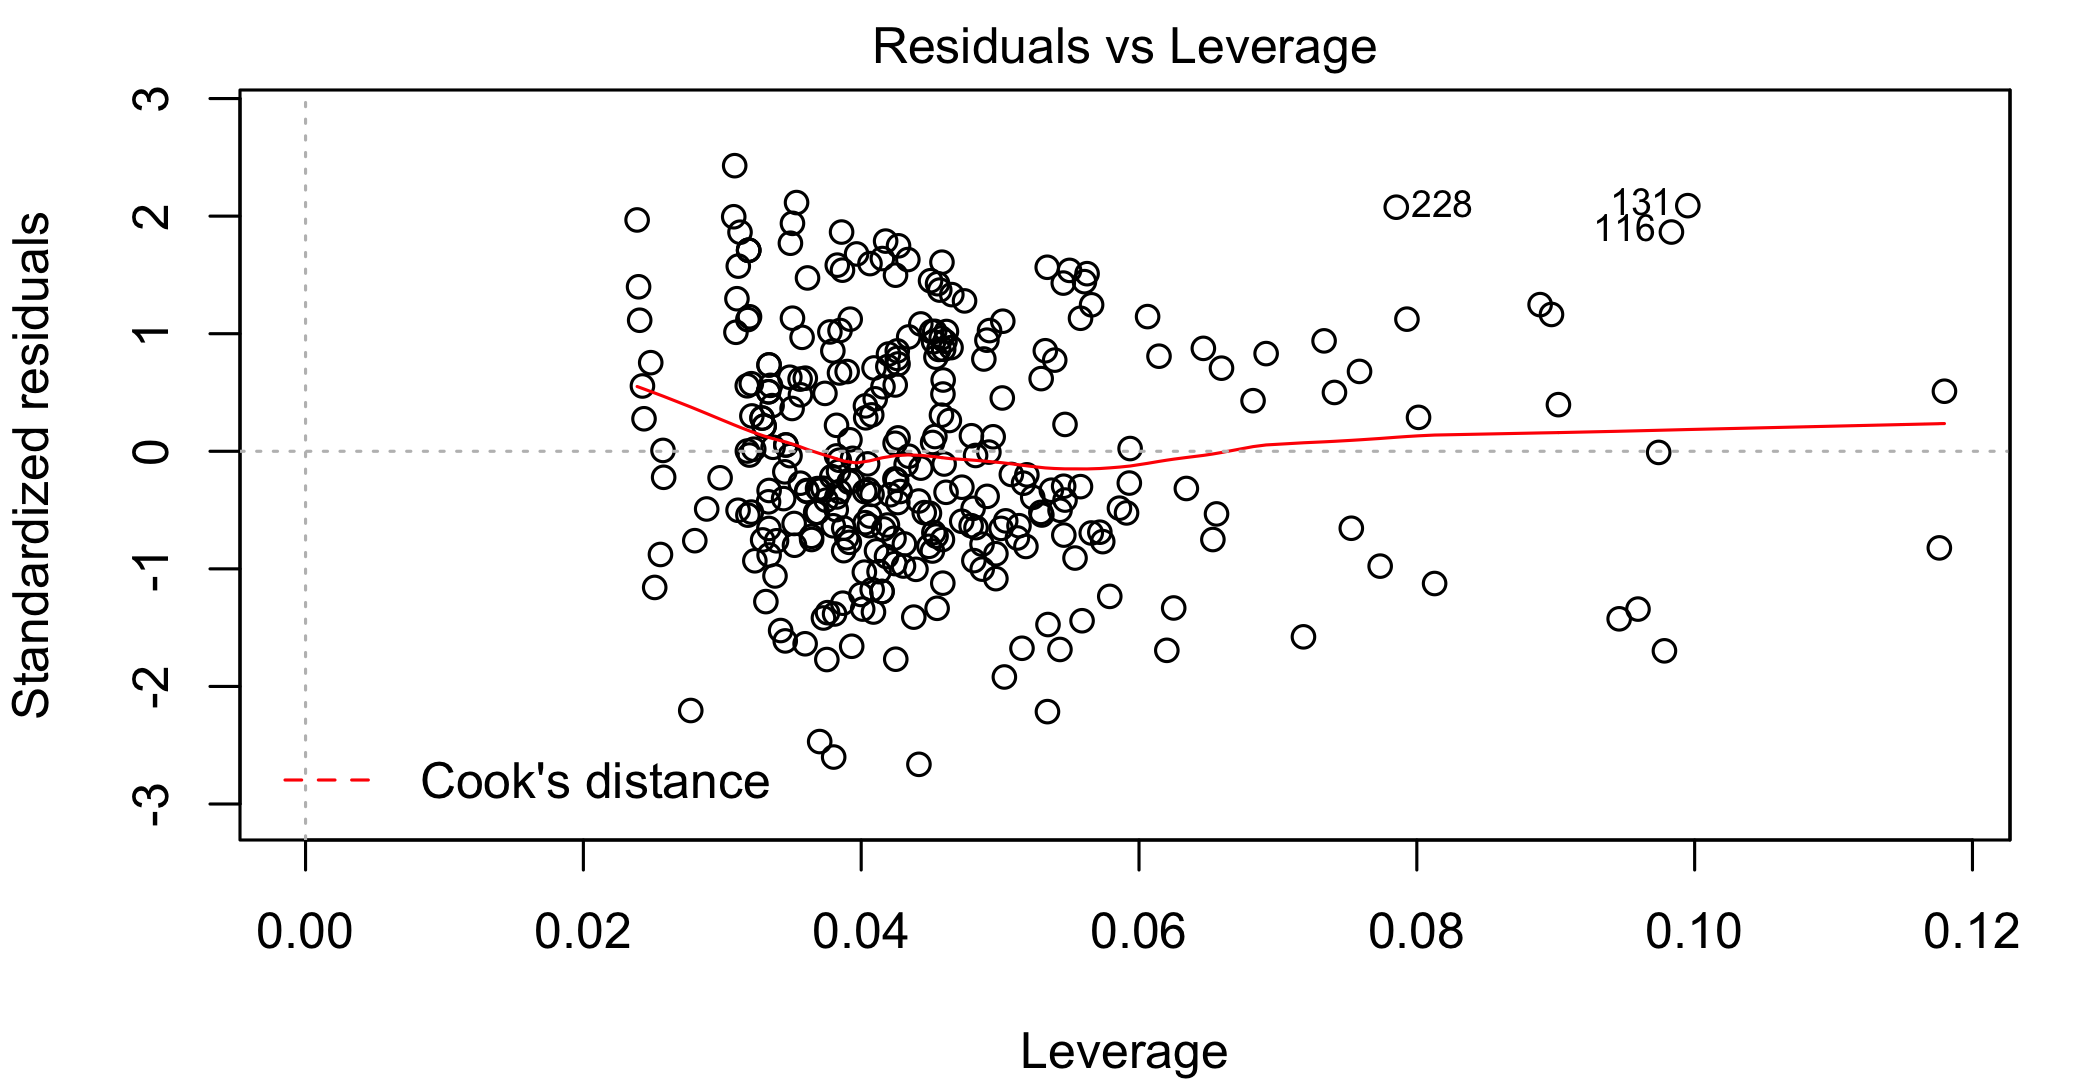 Residuals vs Leverage
Standardized residuals
3
2
1
0
-1
-2
-3
228
131
116
Cook's distance
0.00 0.02 0.04 0.06 0.08 0.10 0.12
Leverage